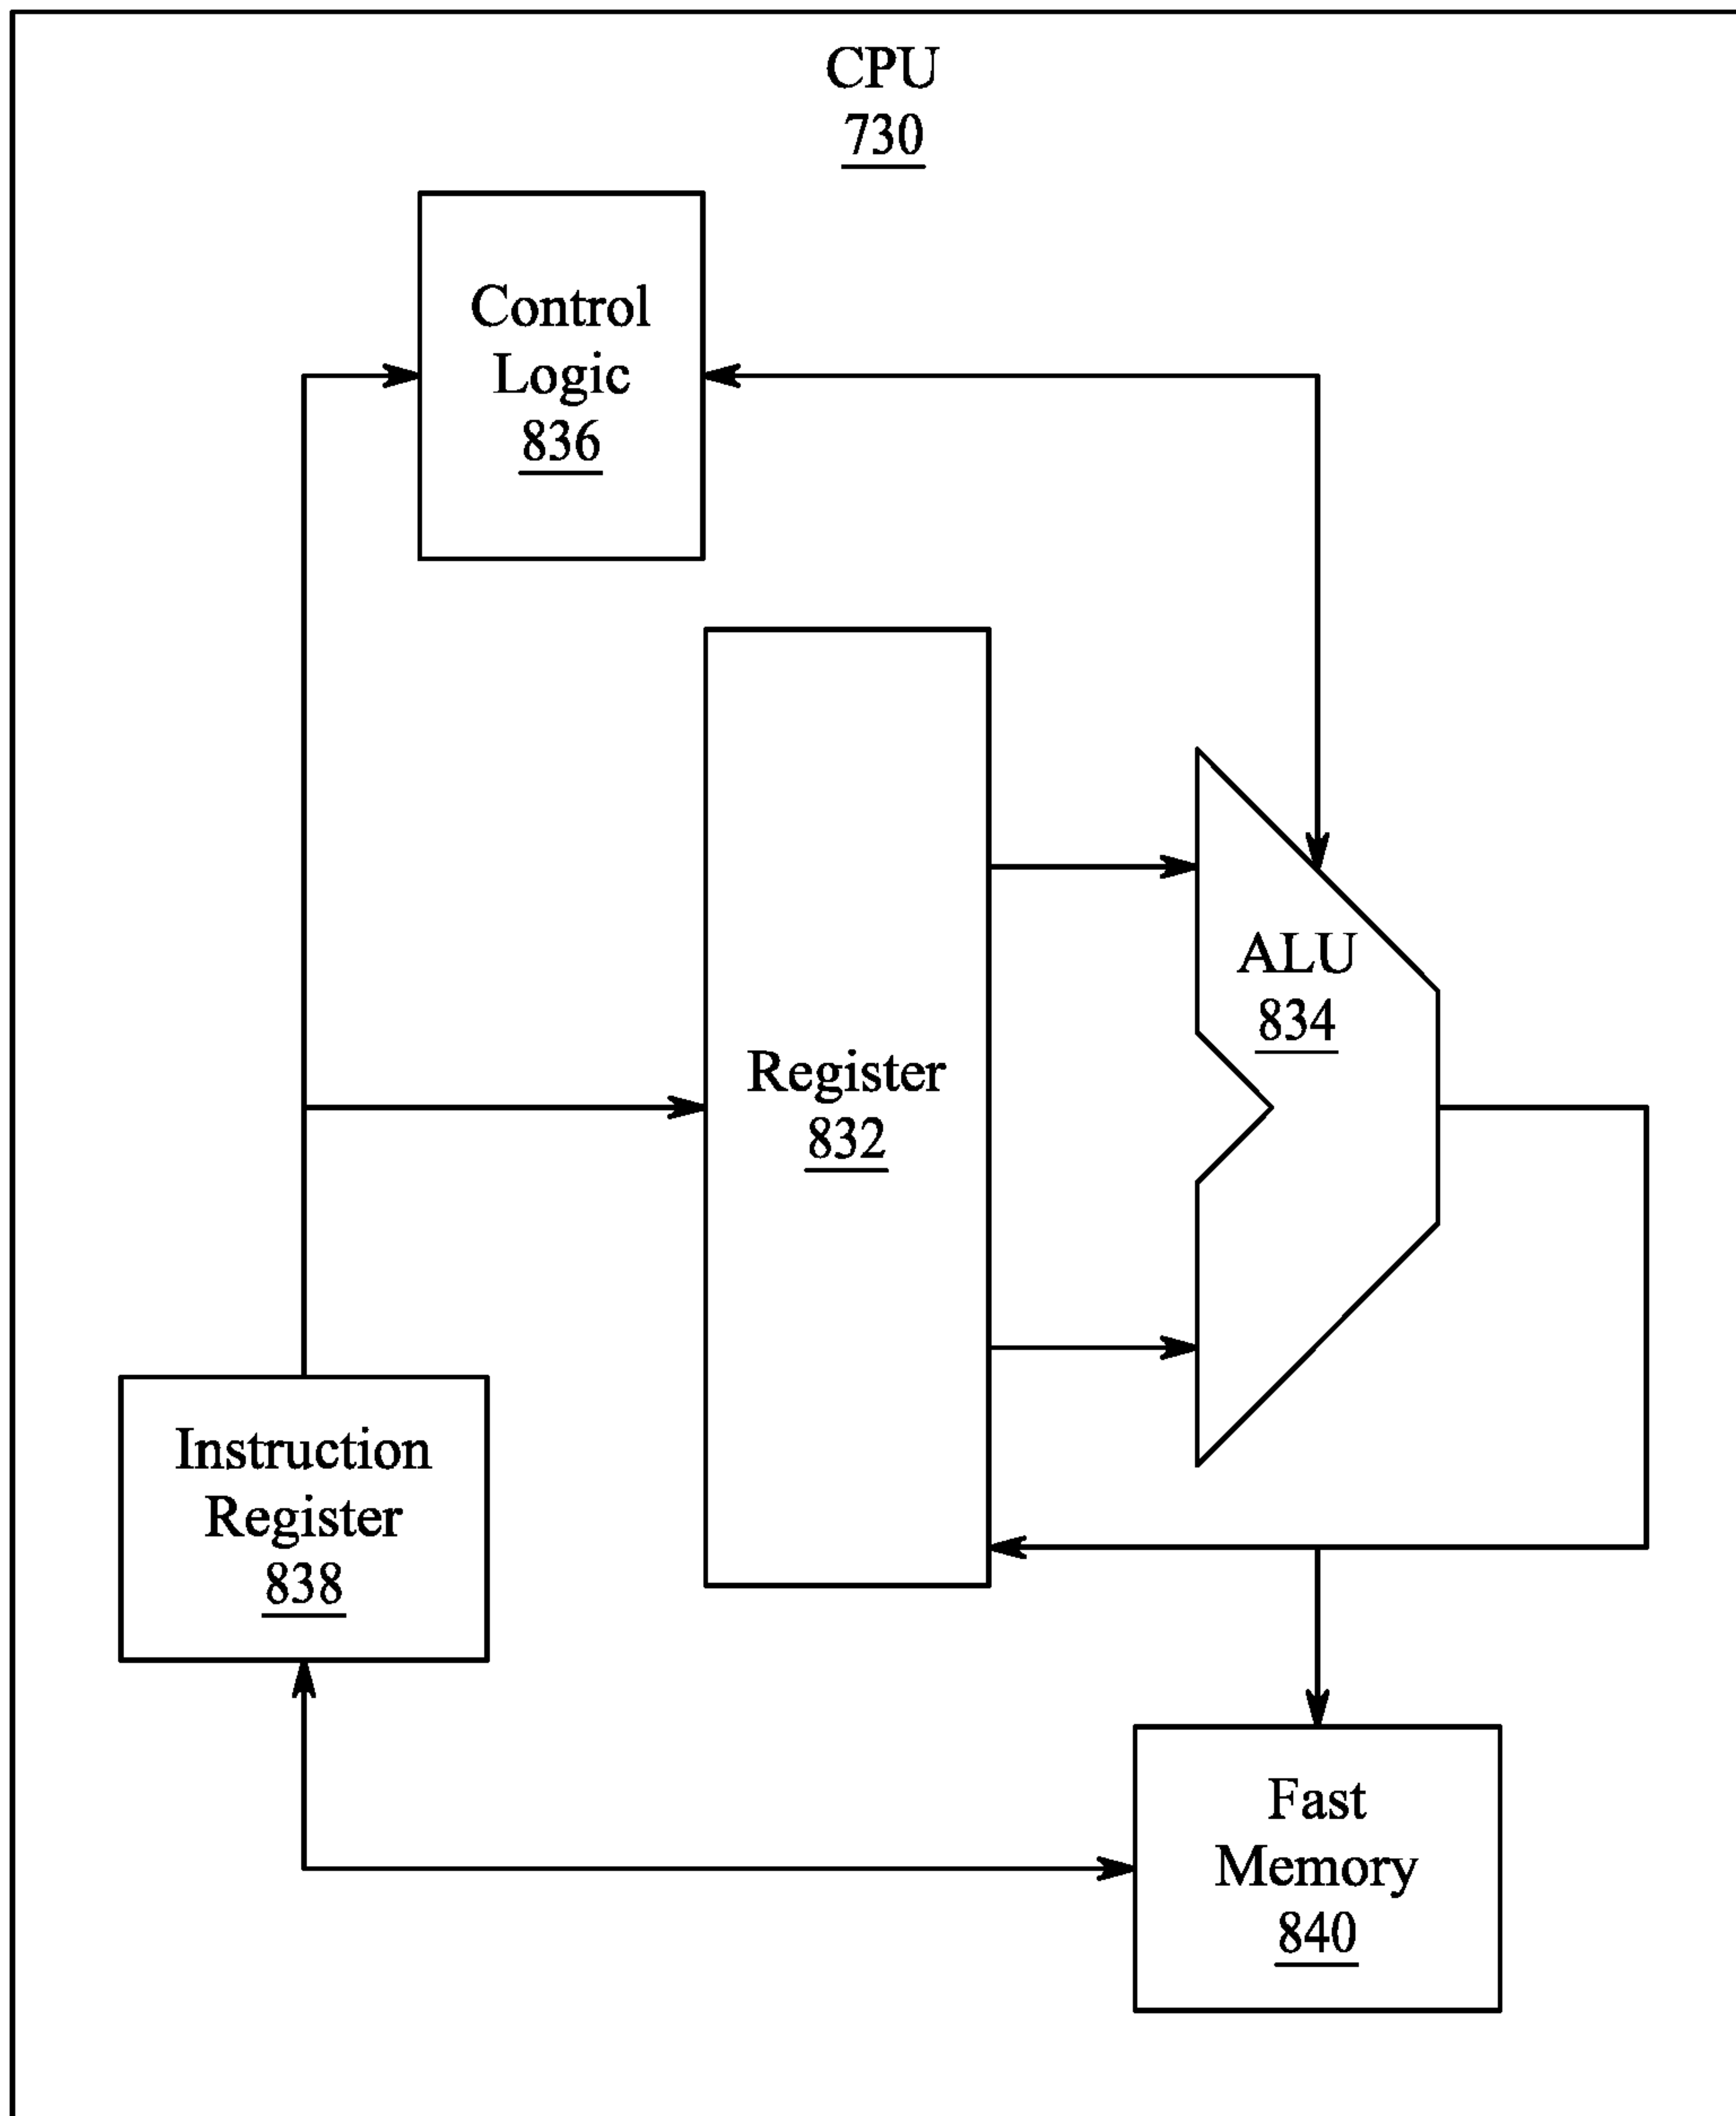 CPU
730
Control
Logic
836
ALU
834
Register
832
Instruction
Register
838
Fast
Memory
840